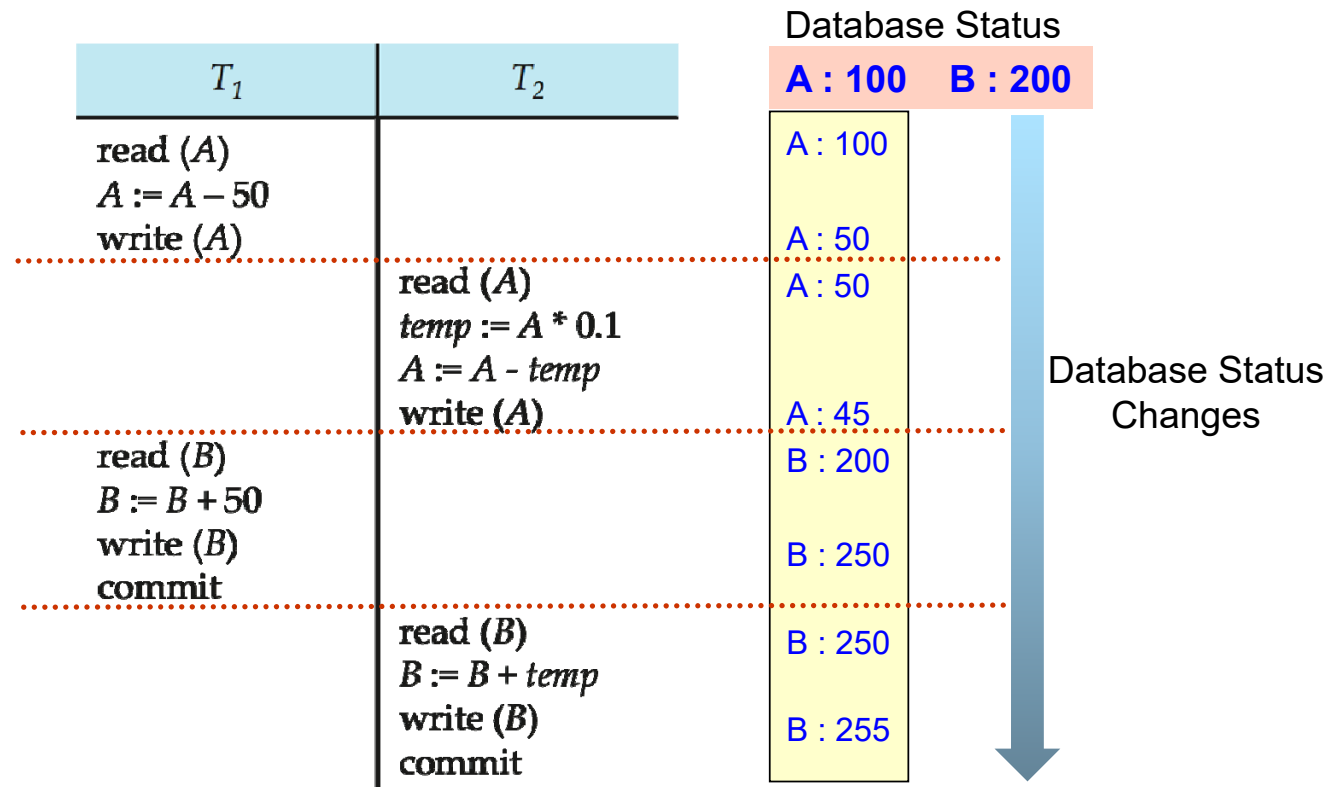 Database Status
T₁ T₂ A : 100 B : 200
read (A) A : 100
A := A – 50
write (A) A : 50
read (A) A : 50
temp := A * 0.1
A := A - temp
write (A) A : 45
Database Status
Changes
read (B) B : 200
B := B + 50
write (B) B : 250
commit
read (B) B : 250
B := B + temp
write (B) B : 255
commit